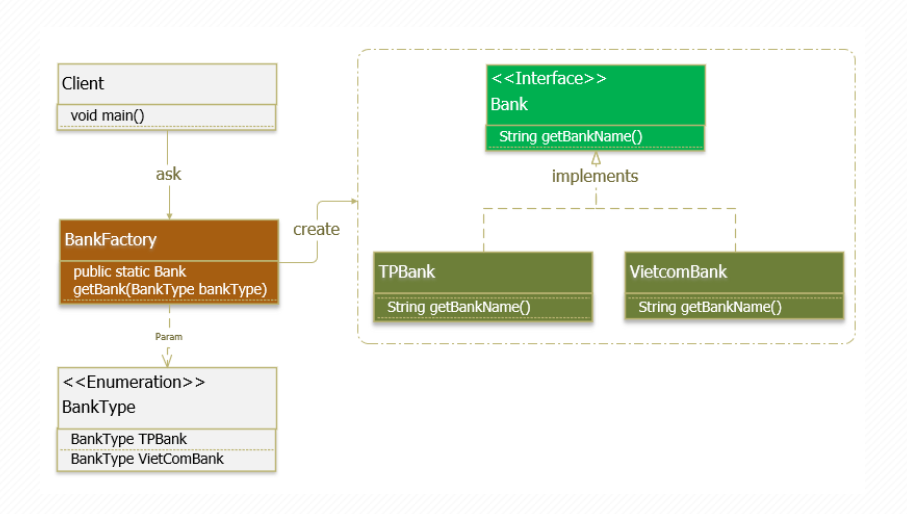 Client
void main()
ask
BankFactory
public static Bank
getBank(BankType bankType)
Param
<<Enumeration>>
BankType
BankType TPBank
BankType VietComBank
create
<<Interface>>
Bank
String getBankName()
implements
TPBank
String getBankName()
VietcomBank
String getBankName()